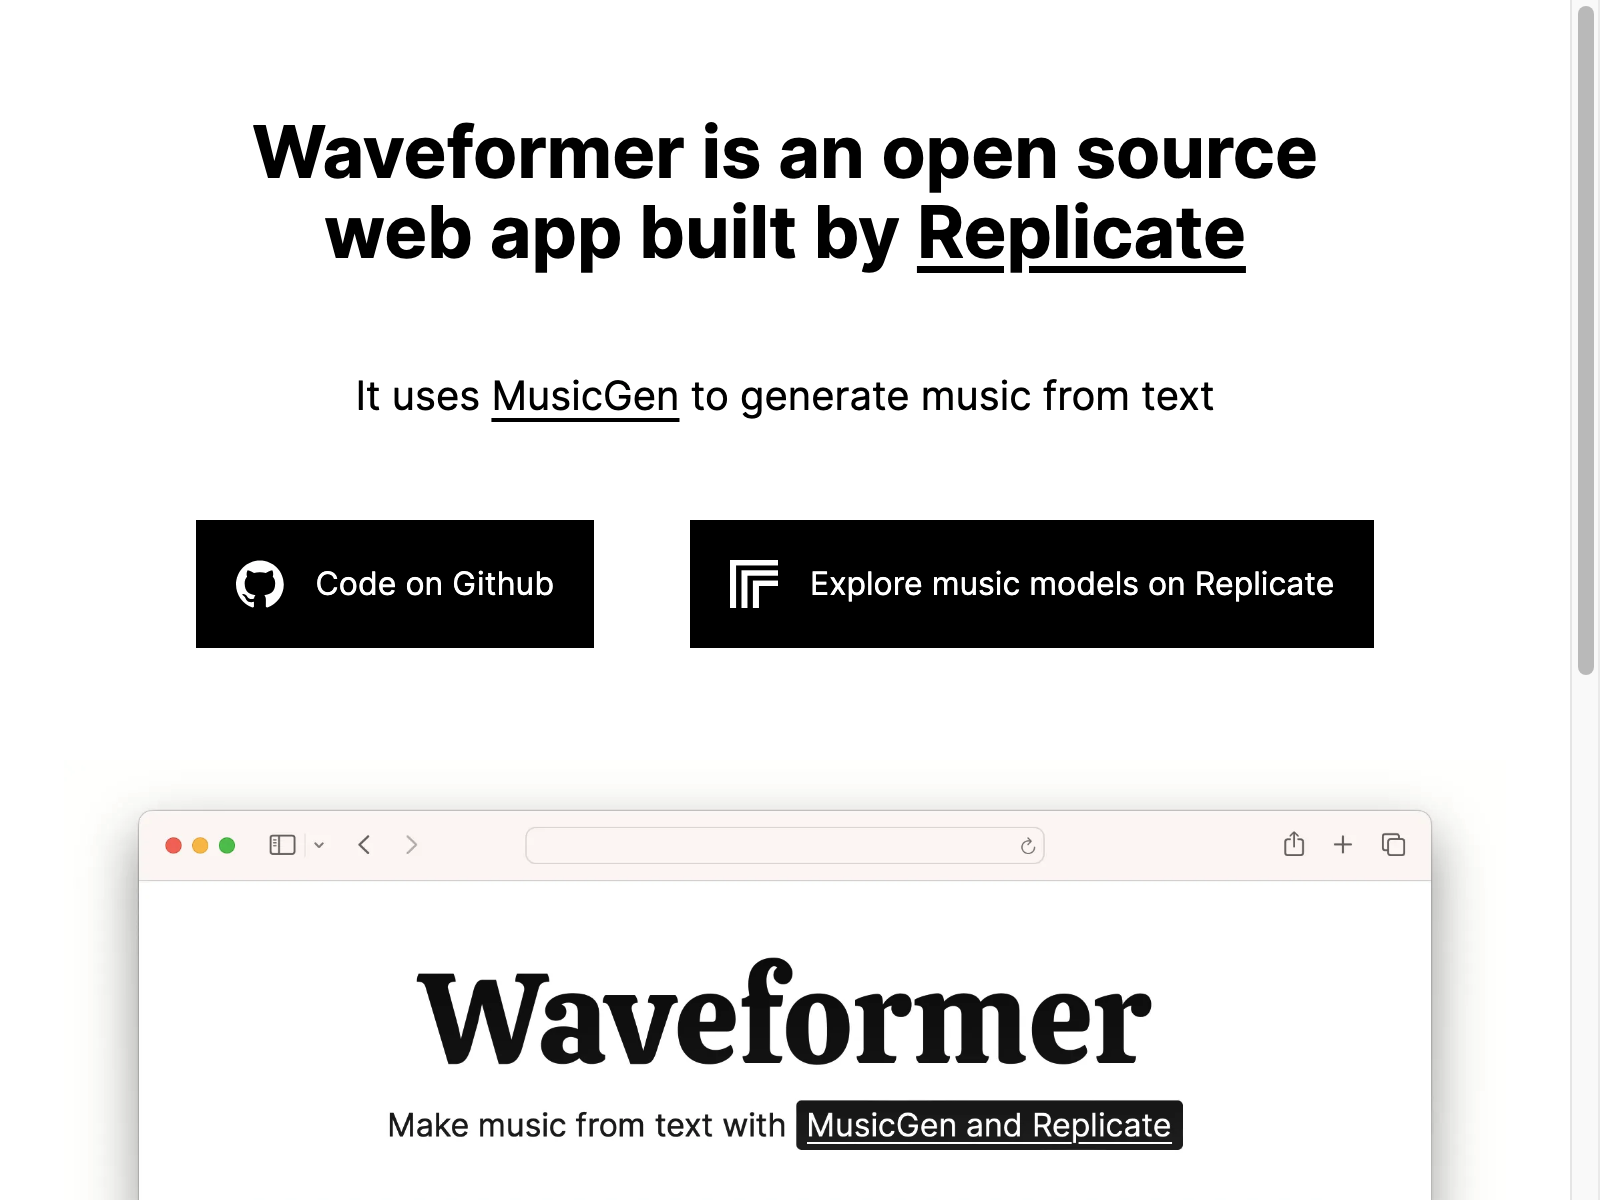 Waveformer is an open source
web app built by Replicate
It uses MusicGen to generate music from text
Code on Github
Explore music models on Replicate
Waveformer
Make music from text with MusicGen and Replicate